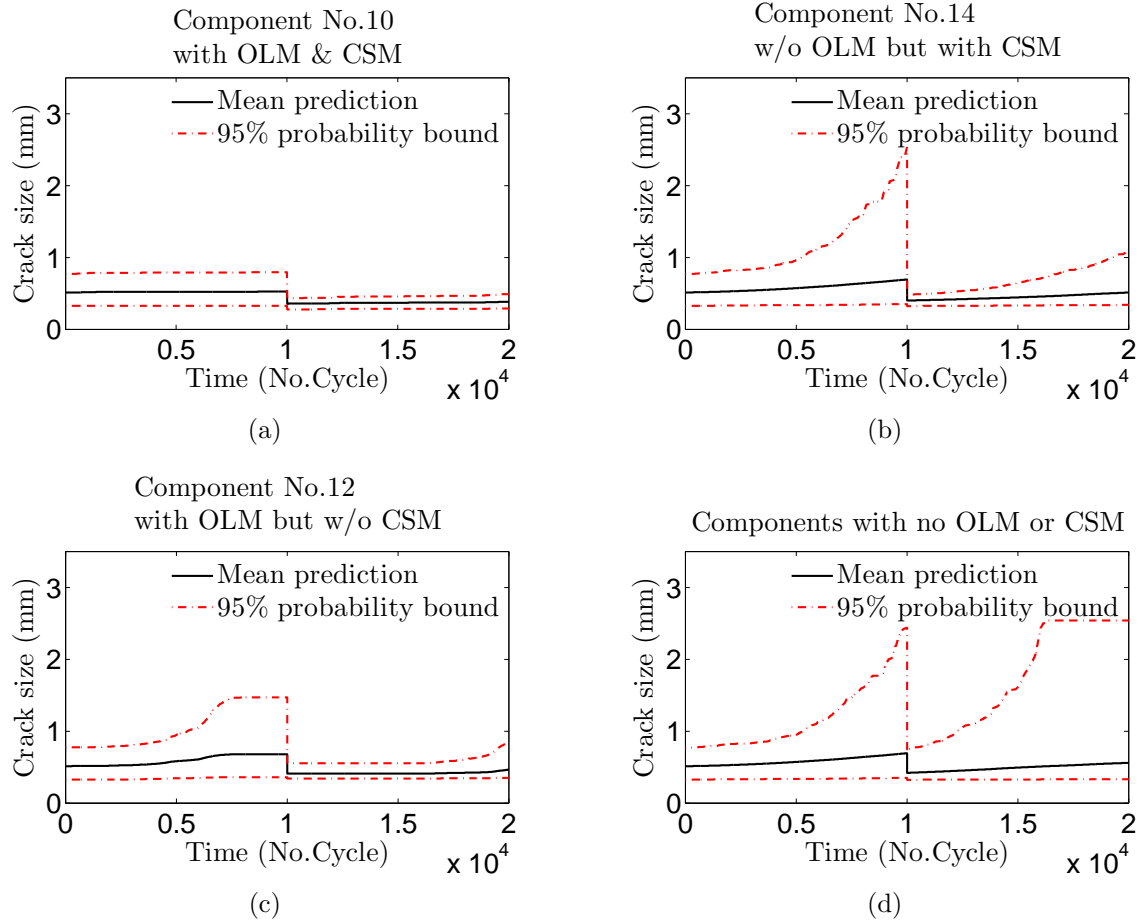 Component No.10
with OLM & CSM
Mean prediction
95% probability bound
Crack size (mm)
3
2
1
0
0 0.5 1 1.5 2
Time (No.Cycle)
x 10^4
(a)
Component No.14
w/o OLM but with CSM
Mean prediction
95% probability bound
Crack size (mm)
3
2
1
0
0 0.5 1 1.5 2
Time (No.Cycle)
x 10^4
(b)
Component No.12
with OLM but w/o CSM
Mean prediction
95% probability bound
Crack size (mm)
3
2
1
0
0 0.5 1 1.5 2
Time (No.Cycle)
x 10^4
(c)
Components with no OLM or CSM
Mean prediction
95% probability bound
Crack size (mm)
3
2
1
0
0 0.5 1 1.5 2
Time (No.Cycle)
x 10^4
(d)